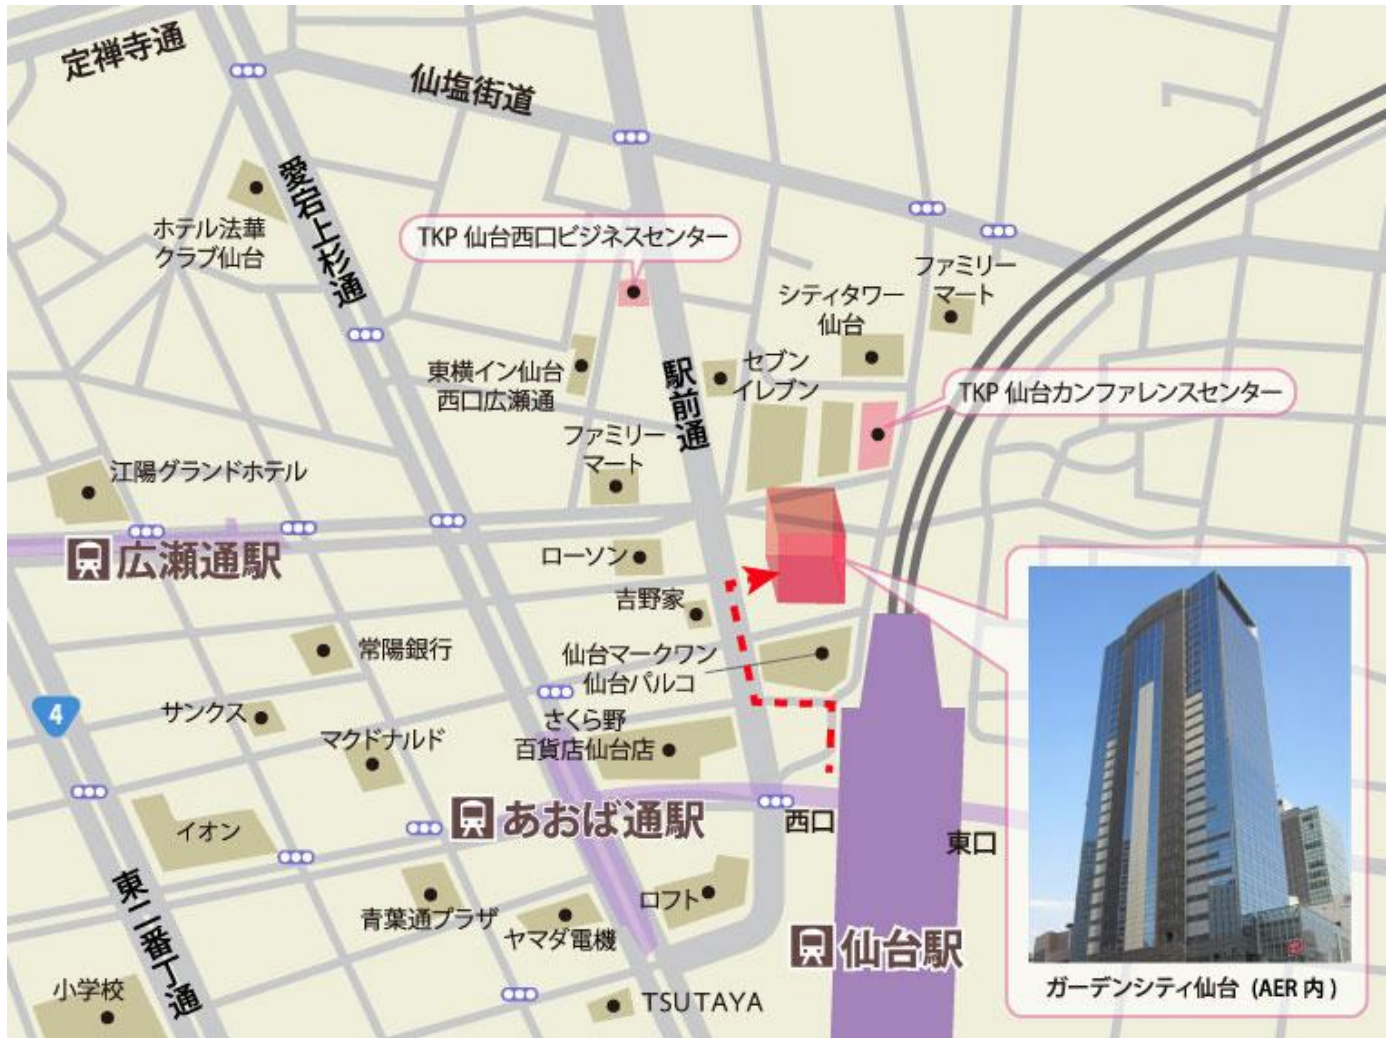 定禅寺通
仙塩街道
愛宕上杉通
ホテル法華
クラブ仙台
TKP 仙台西口ビジネスセンター
ファミリー
マート
シティタワー
仙台
東横イン仙台
西口広瀬通
駅前通
セブン
イレブン
TKP 仙台カンファレンスセンター
ファミリー
マート
江陽グランドホテル
広瀬通駅
ローソン
吉野家
常陽銀行
仙台マークワン
仙台パルコ
4
サンクス
マクドナルド
さくら野
百貨店仙台店
あおば通駅
西口
東口
イオン
東二番丁通
青葉通プラザ
ヤマダ電機
ロフト
仙台駅
小学校
TSUTAYA
ガーデンシティ仙台 (AER 内 )